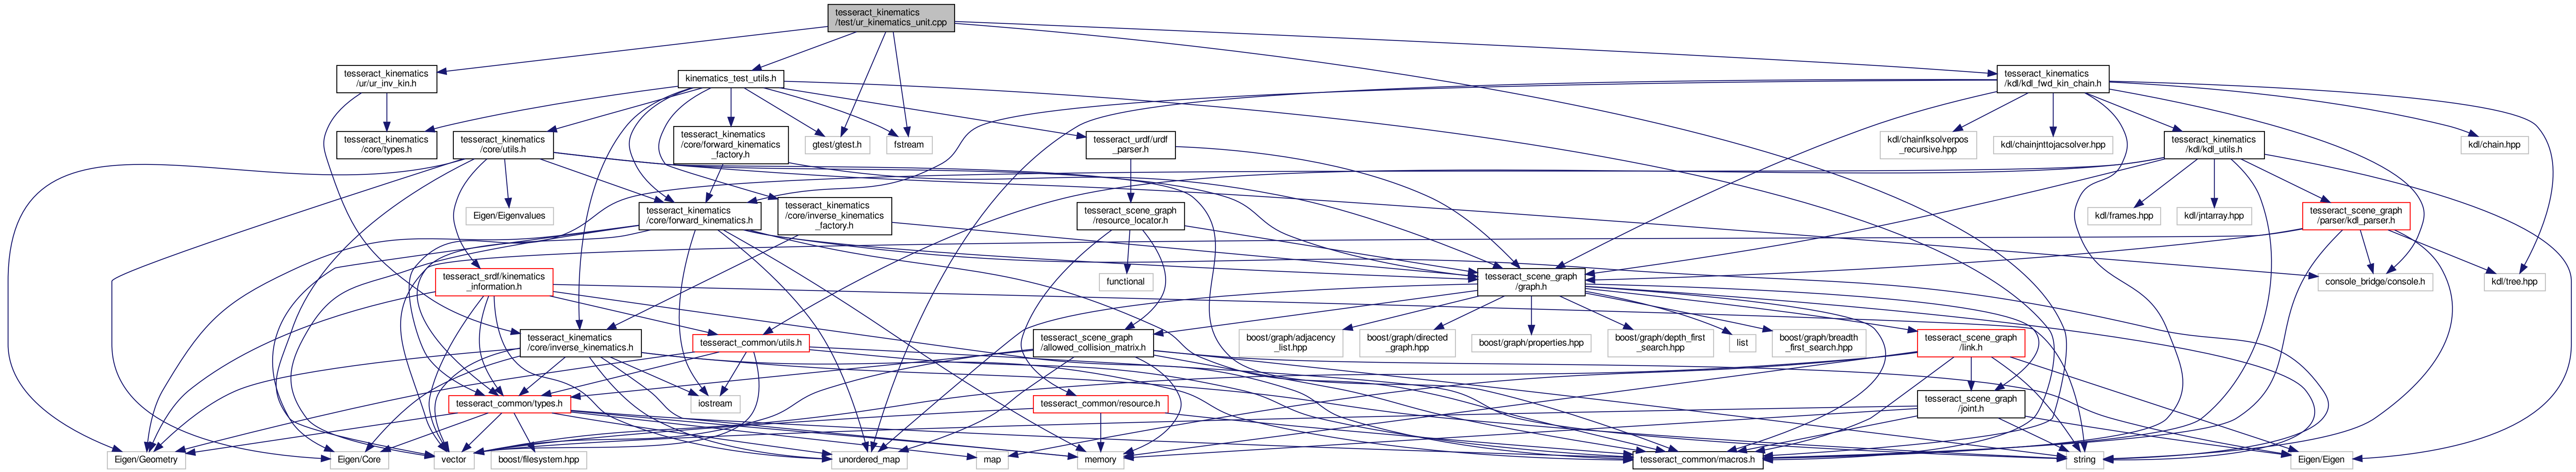 tesseract_kinematics
/test/ur_kinematics_unit.cpp
tesseract_kinematics
/ur/ur_inv_kin.h
kinematics_test_utils.h
tesseract_kinematics
/kdl/kdl_fwd_kin_chain.h
tesseract_kinematics
/core/types.h
tesseract_kinematics
/core/utils.h
tesseract_kinematics
/core/forward_kinematics
_factory.h
gtest/gtest.h
fstream
tesseract_urdf/urdf
_parser.h
kdl/chainfksolverpos
_recursive.hpp
kdl/chainjnttojacsolver.hpp
tesseract_kinematics
/kdl/kdl_utils.h
kdl/chain.hpp
Eigen/Eigenvalues
tesseract_kinematics
/core/forward_kinematics.h
tesseract_kinematics
/core/inverse_kinematics
_factory.h
tesseract_scene_graph
/resource_locator.h
kdl/frames.hpp
kdl/jntarray.hpp
tesseract_scene_graph
/parser/kdl_parser.h
tesseract_srdf/kinematics
_information.h
functional
tesseract_scene_graph
/graph.h
console_bridge/console.h
kdl/tree.hpp
tesseract_kinematics
/core/inverse_kinematics.h
tesseract_common/utils.h
tesseract_scene_graph
/allowed_collision_matrix.h
boost/graph/adjacency
_list.hpp
boost/graph/directed
_graph.hpp
boost/graph/properties.hpp
boost/graph/depth_first
_search.hpp
list
boost/graph/breadth
_first_search.hpp
tesseract_scene_graph
/link.h
tesseract_common/types.h
iostream
tesseract_common/resource.h
tesseract_scene_graph
/joint.h
Eigen/Geometry
Eigen/Core
vector
boost/filesystem.hpp
unordered_map
map
memory
tesseract_common/macros.h
string
Eigen/Eigen